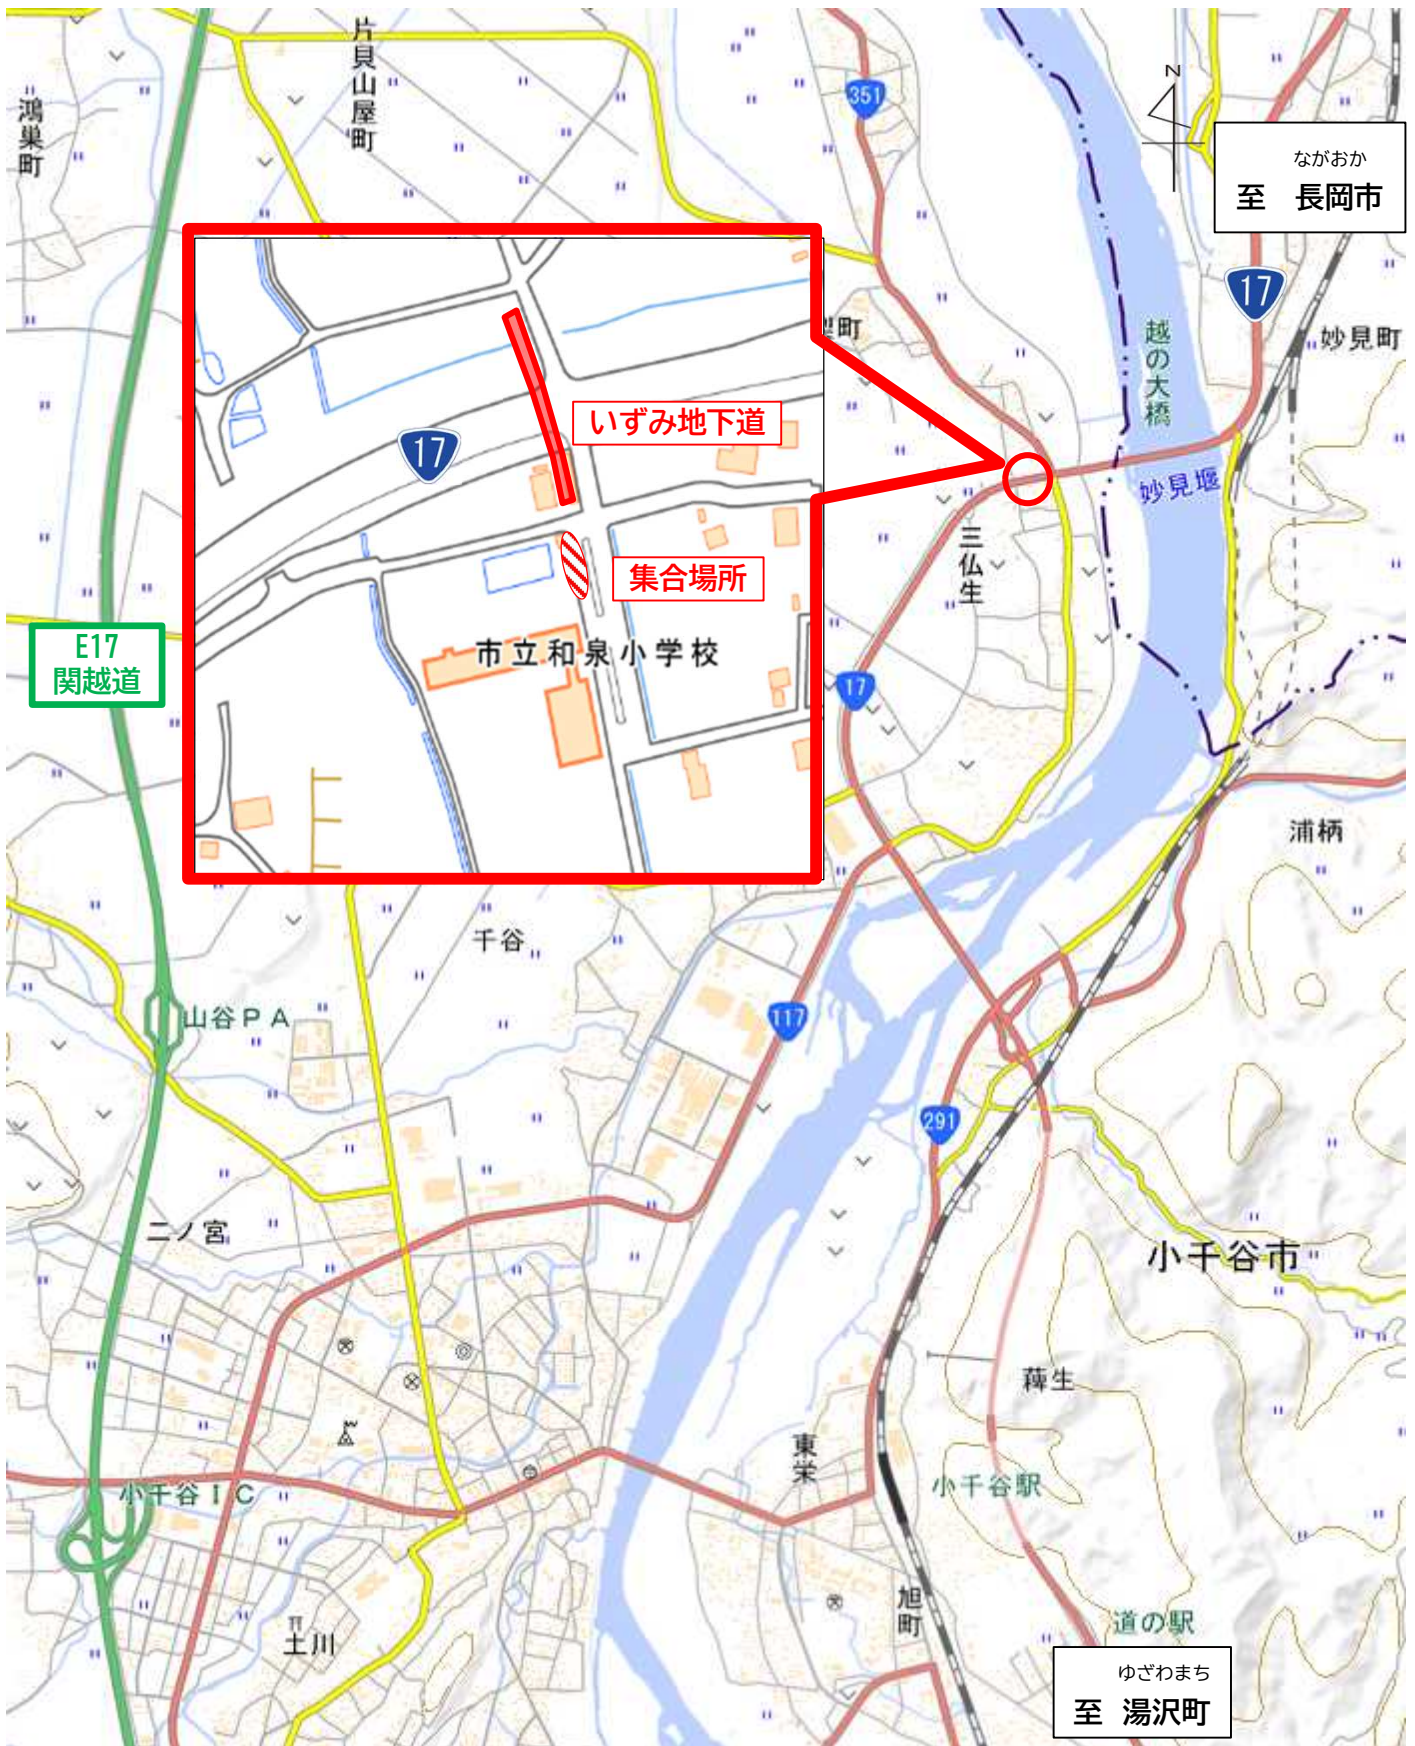 片貝山屋町
鴻巣町
351
N
ながおか
至 長岡市
17
妙見町
越の大橋
町
妙見堰
いずみ地下道
17
集合場所
市立和泉小学校
三仏生
E17
関越道
17
浦柄
千谷
山谷PA
117
291
二ノ宮
小千谷市
薭生
東栄
小千谷駅
小千谷IC
旭町
土川
道の駅
ゆざわまち
至 湯沢町